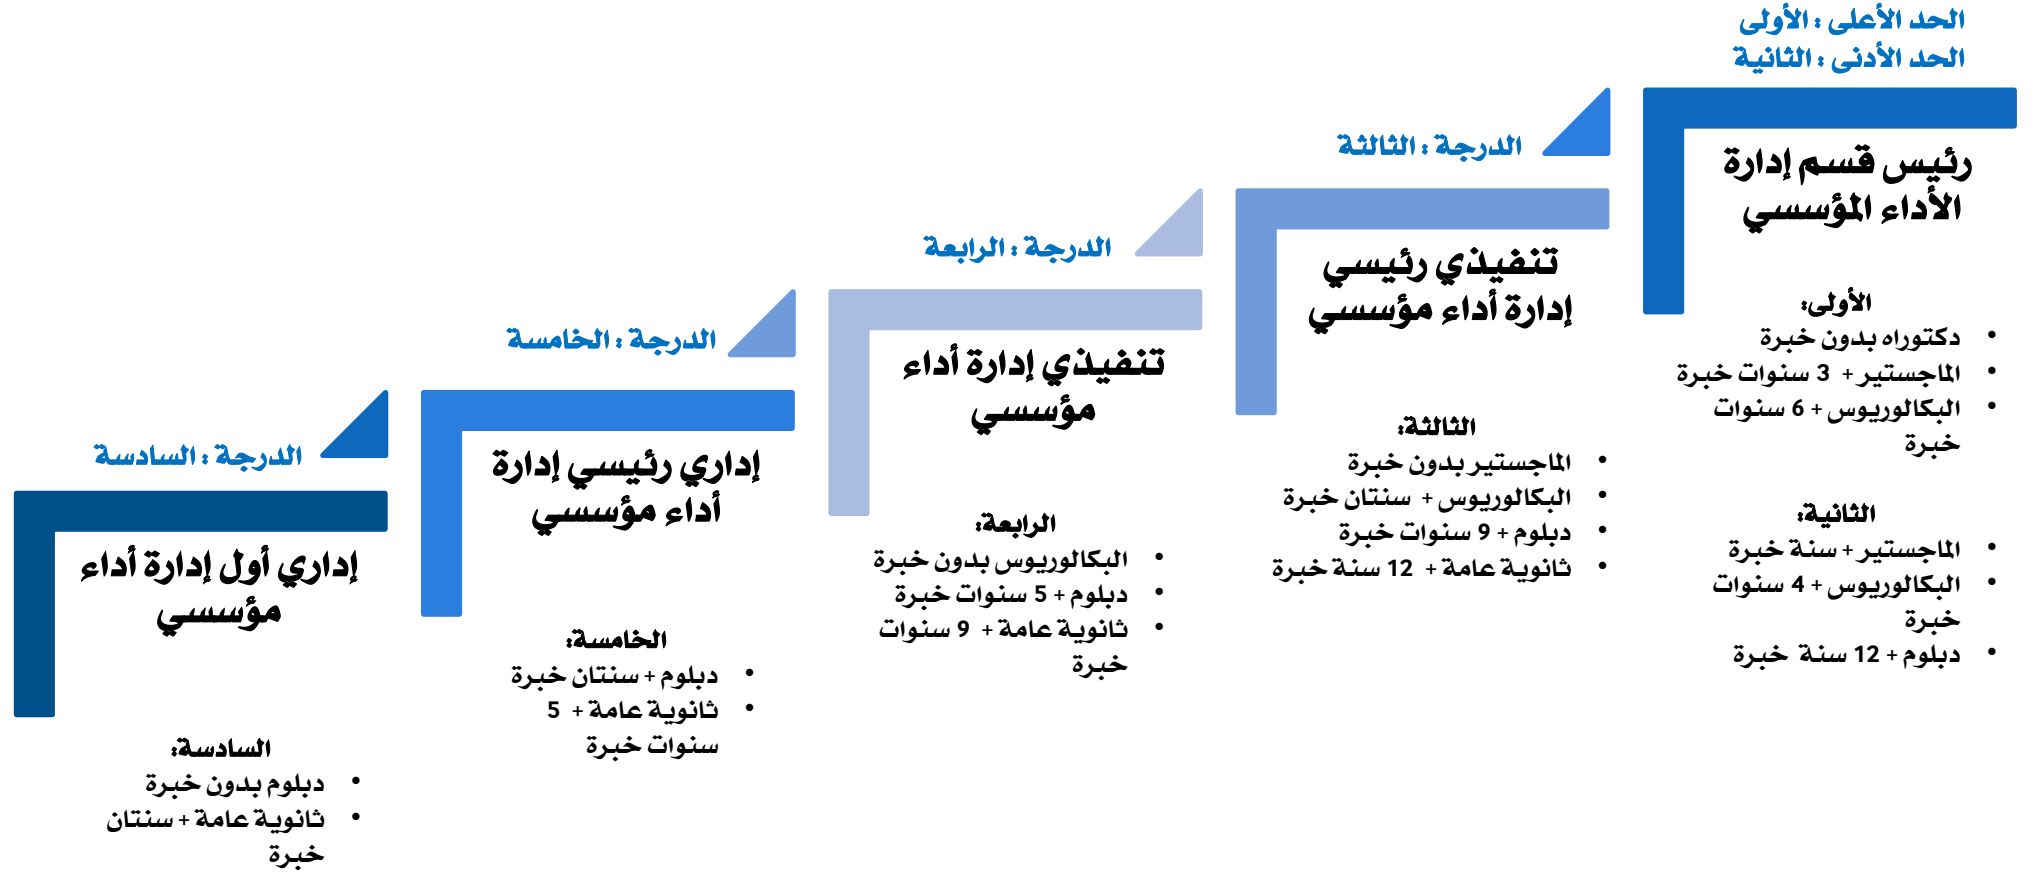 الحد الأعلى : الأولى
الحد الأدنى : الثانية
رئيس قسم إدارة
الأداء المؤسسي
الأولى:
• دكتوراه بدون خبرة
• الماجستير + 3 سنوات خبرة
• البكالوريوس + 6 سنوات
خبرة
الثانية:
• الماجستير + سنة خبرة
• البكالوريوس + 4 سنوات
خبرة
• دبلوم + 12 سنة خبرة
الدرجة : الثالثة
تنفيذي رئيسي
إدارة أداء مؤسسي
الثالثة:
• الماجستير بدون خبرة
• البكالوريوس + سنتان خبرة
• دبلوم + 9 سنوات خبرة
• ثانوية عامة + 12 سنة خبرة
الدرجة : الرابعة
تنفيذي إدارة أداء
مؤسسي
الرابعة:
• البكالوريوس بدون خبرة
• دبلوم + 5 سنوات خبرة
• ثانوية عامة + 9 سنوات
خبرة
الدرجة : الخامسة
إداري رئيسي إدارة
أداء مؤسسي
الخامسة:
• دبلوم + سنتان خبرة
• ثانوية عامة + 5
سنوات خبرة
الدرجة : السادسة
إداري أول إدارة أداء
مؤسسي
السادسة:
• دبلوم بدون خبرة
• ثانوية عامة + سنتان
خبرة